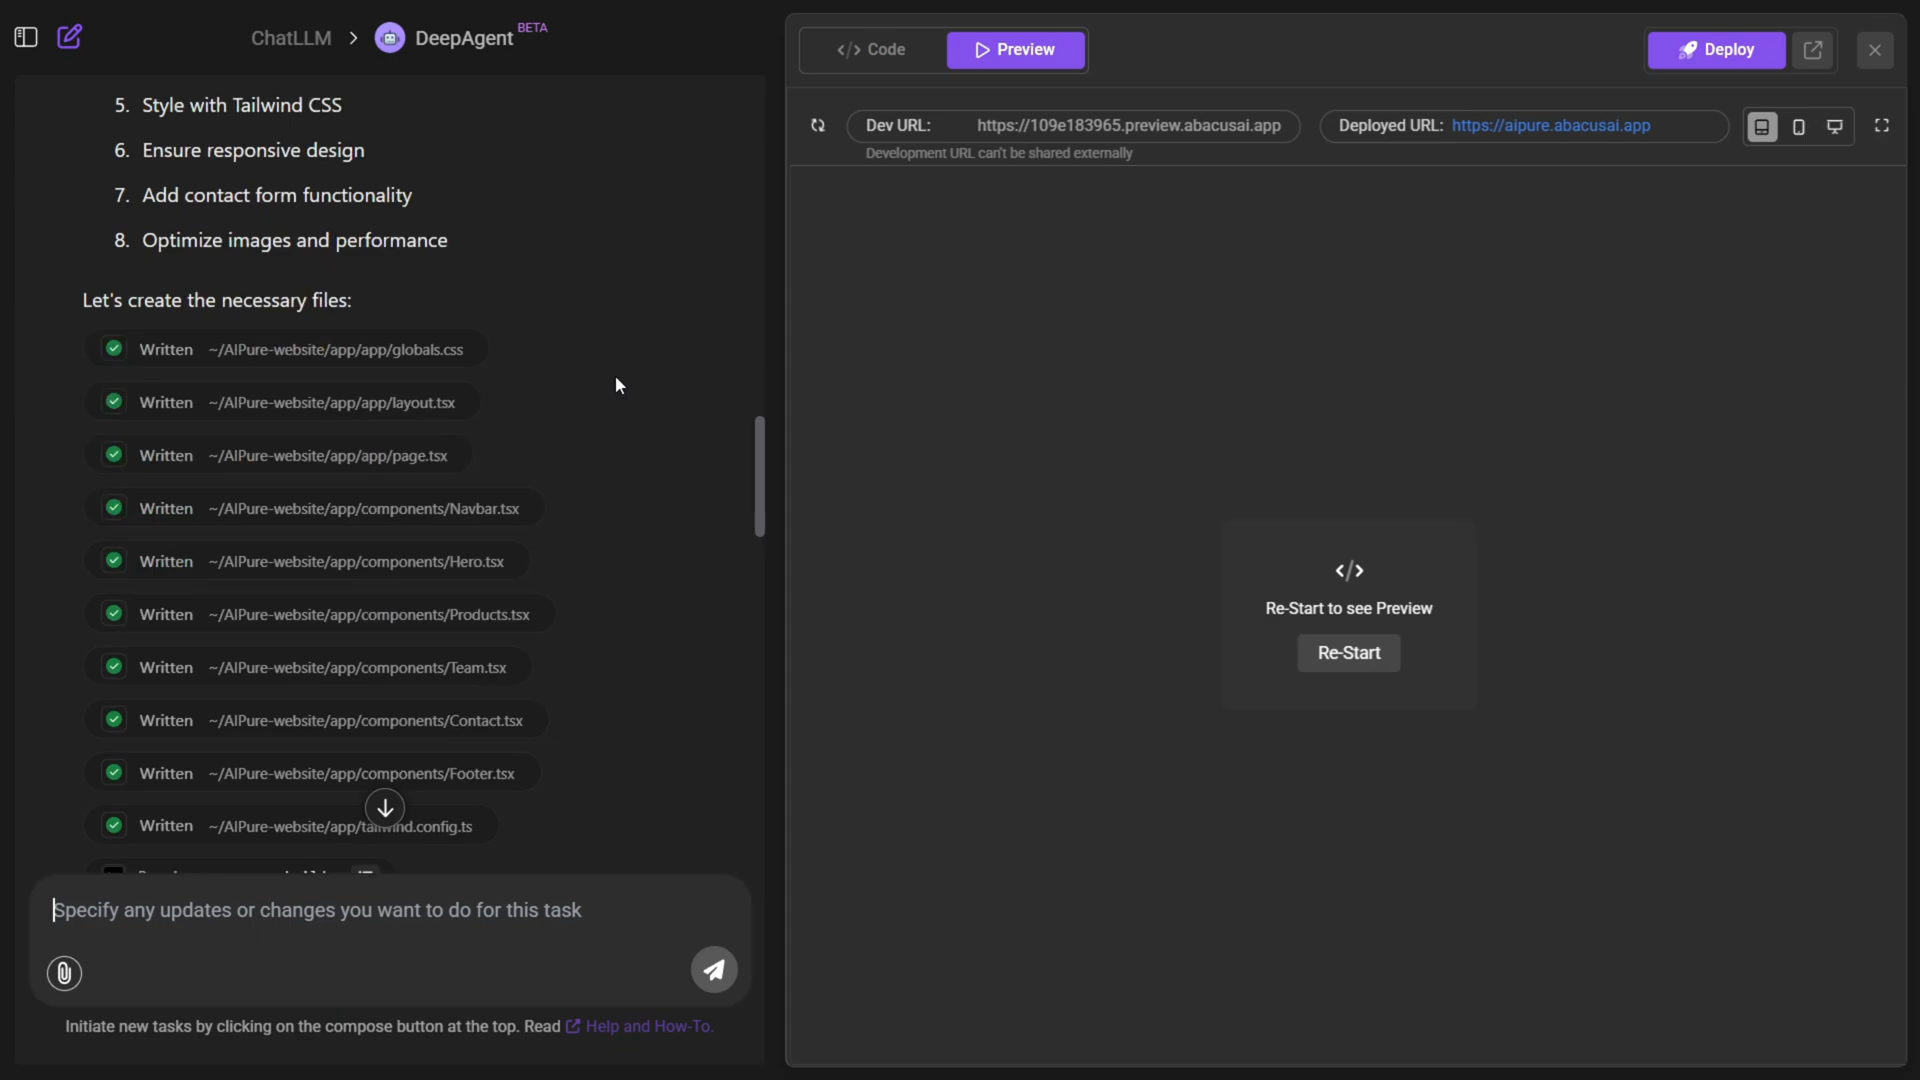 ChatLLM > DeepAgent BETA
5. Style with Tailwind CSS
6. Ensure responsive design
7. Add contact form functionality
8. Optimize images and performance
Let's create the necessary files:
Written ~/AIPure-website/app/app/globals.css
Written ~/AIPure-website/app/app/layout.tsx
Written ~/AIPure-website/app/app/page.tsx
Written ~/AIPure-website/app/components/Navbar.tsx
Written ~/AIPure-website/app/components/Hero.tsx
Written ~/AIPure-website/app/components/Products.tsx
Written ~/AIPure-website/app/components/Team.tsx
Written ~/AIPure-website/app/components/Contact.tsx
Written ~/AIPure-website/app/components/Footer.tsx
Written ~/AIPure-website/app/tailwind.config.ts
Specify any updates or changes you want to do for this task
Initiate new tasks by clicking on the compose button at the top. Read Help and How-To.
</> Code
Preview
Deploy
Dev URL: https://109e183965.preview.abacusai.app
Deployed URL: https://aipure.abacusai.app
Development URL can't be shared externally
</>
Re-Start to see Preview
Re-Start